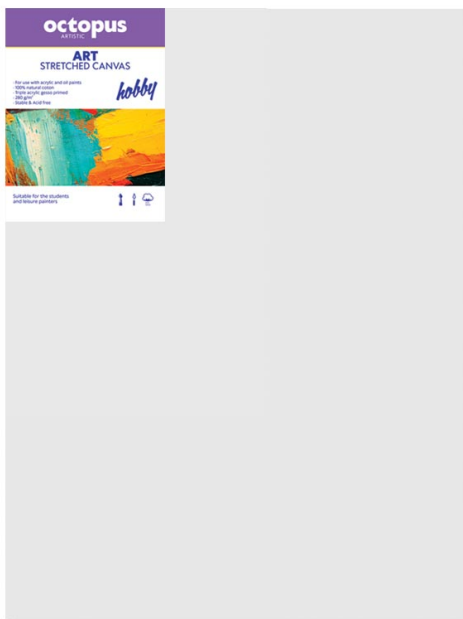 octopus
ARTISTIC
ART
STRETCHED CANVAS
- For use with acrylic and oil paints
- 100% natural cotton
- Triple acrylic gesso primed
- 280 g/m²
- Stable & Acid free
hobby
Suitable for the students
and leisure painters